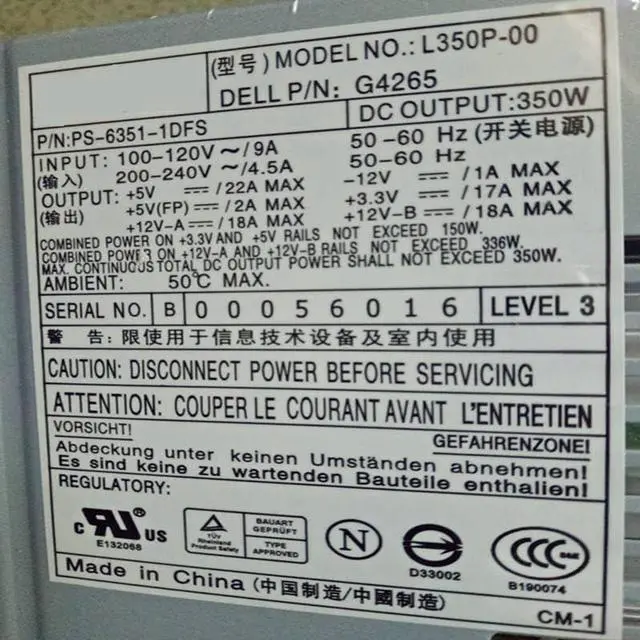 (型号) MODEL NO.: L350P-00
DELL P/N: G4265
P/N:PS-6351-1DFS
DC OUTPUT:350W
INPUT: 100-120V ~/9A 50-60 Hz (开关电源)
(输入) 200-240V ~/4.5A 50-60 Hz
OUTPUT: +5V ⎓/22A MAX -12V ⎓/1A MAX
(输出) +5V(FP) ⎓/2A MAX +3.3V ⎓/17A MAX
+12V-A ⎓/18A MAX +12V-B ⎓/18A MAX
COMBINED POWER ON +3.3V AND +5V RAILS NOT EXCEED 150W.
COMBINED POWER ON +12V-A AND +12V-B RAILS NOT EXCEED 336W.
MAX. CONTINUOUS TOTAL DC OUTPUT POWER SHALL NOT EXCEED 350W.
AMBIENT: 50℃ MAX.
SERIAL NO. B 00056016 LEVEL 3
警 告: 限使用于信息技术设备及室内使用
CAUTION: DISCONNECT POWER BEFORE SERVICING
ATTENTION: COUPER LE COURANT AVANT L'ENTRETIEN
VORSICHT! GEFAHRENZONE!
Abdeckung unter keinen Umständen abnehmen!
Es sind keine zu wartenden Bauteile enthalien!
REGULATORY:
c RU ® US
E132068
TÜV
Rheinland
Product Safety
BAUART
GEPRÜFT
TYPE
APPROVED
N
D33002
CCC S&E
B190074
Made in China (中国制造/中國制造)
CM-1